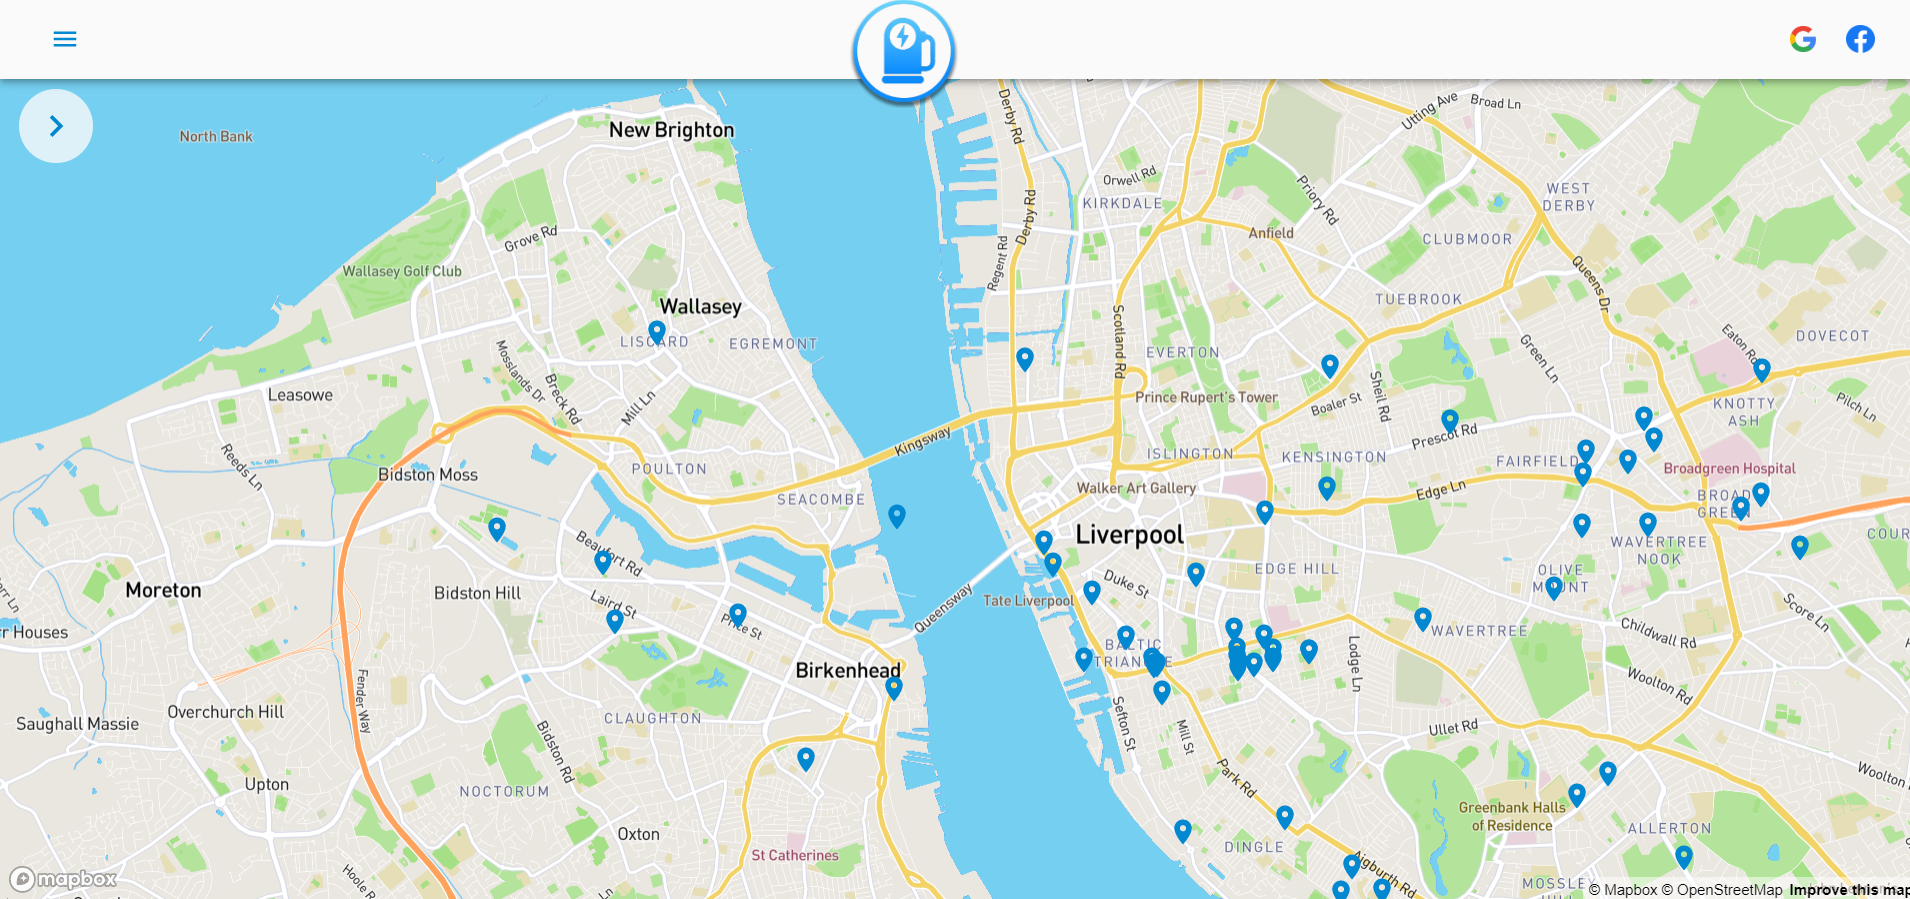 Derby Rd
Utting Ave
Broad Ln
North Bank
New Brighton
Orwell Rd
Priory Rd
WEST
DERBY
KIRKDALE
Derby Rd
Grove Rd
Anfield
CLUBMOOR
Regent Rd
Wallasey Golf Club
Queens Dr
Wallasey
TUEBROOK
Scotland Rd
LISCARD
EGREMONT
EVERTON
Green Ln
Eaton Rd
DOVECOT
Mosslands Dr
Breck Rd
Leasowe
Mill Ln
Prince Rupert's Tower
Boaler St
Sheil Rd
KNOTTY
ASH
Pilch Ln
Kingsway
Prescot Rd
Reeds Ln
Bidston Moss
POULTON
ISLINGTON
KENSINGTON
FAIRFIELD
Broadgreen Hospital
SEACOMBE
Walker Art Gallery
Edge Ln
BROAD
GREEN
Liverpool
COUR
Beaufort Rd
WAVERTREE
NOOK
Moreton
Bidston Hill
Laird St
Queensway
Tate Liverpool
Duke St
EDGE HILL
OLIVE
MOUNT
Score Ln
Price St
r Houses
WAVERTREE
Childwall Rd
BALTIC
TRIANGLE
Birkenhead
Lodge Ln
Woolton Rd
Fender Way
Saughall Massie
Overchurch Hill
CLAUGHTON
Sefton St
Mill St
Ullet Rd
Bidston Rd
Upton
NOCTORUM
Park Rd
Woolton R
Greenbank Halls
of Residence
ALLERTON
Oxton
DINGLE
St Catherines
Aigburth Rd
Hoole R
MOSSLEY
mapbox
© Mapbox © OpenStreetMap Improve this map